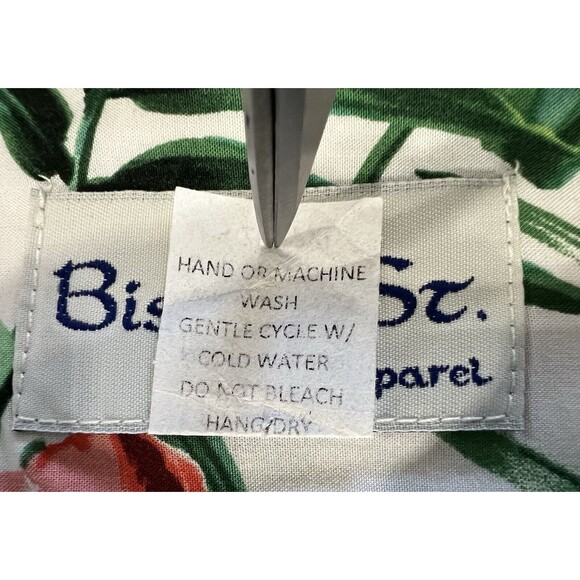 HAND OR MACHINE
WASH
GENTLE CYCLE W/
COLD WATER
DO NOT BLEACH
HANG/DRY
Bis St.
parel